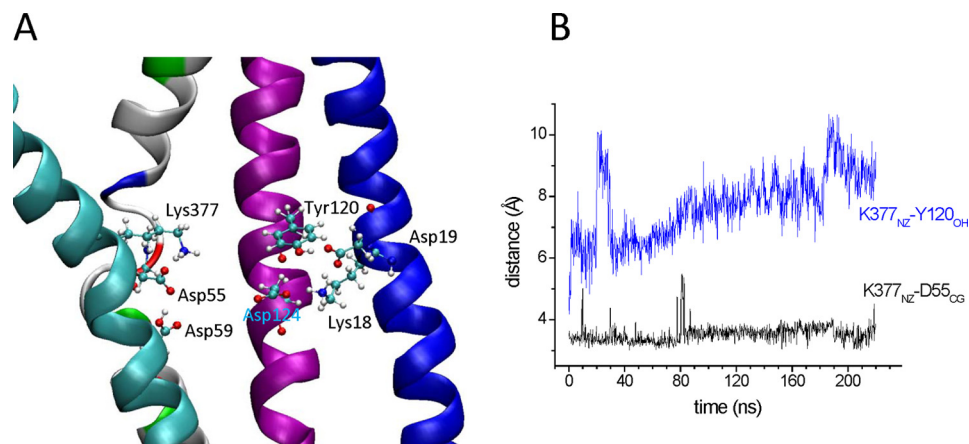 A
Lys377
Tyr120
Asp19
Asp55
Asp124
Asp59
Lys18
B
10
8
6
4
distance (Å)
K377NZ-Y120OH
K377NZ-D55CG
0 40 80 120 160 200
time (ns)